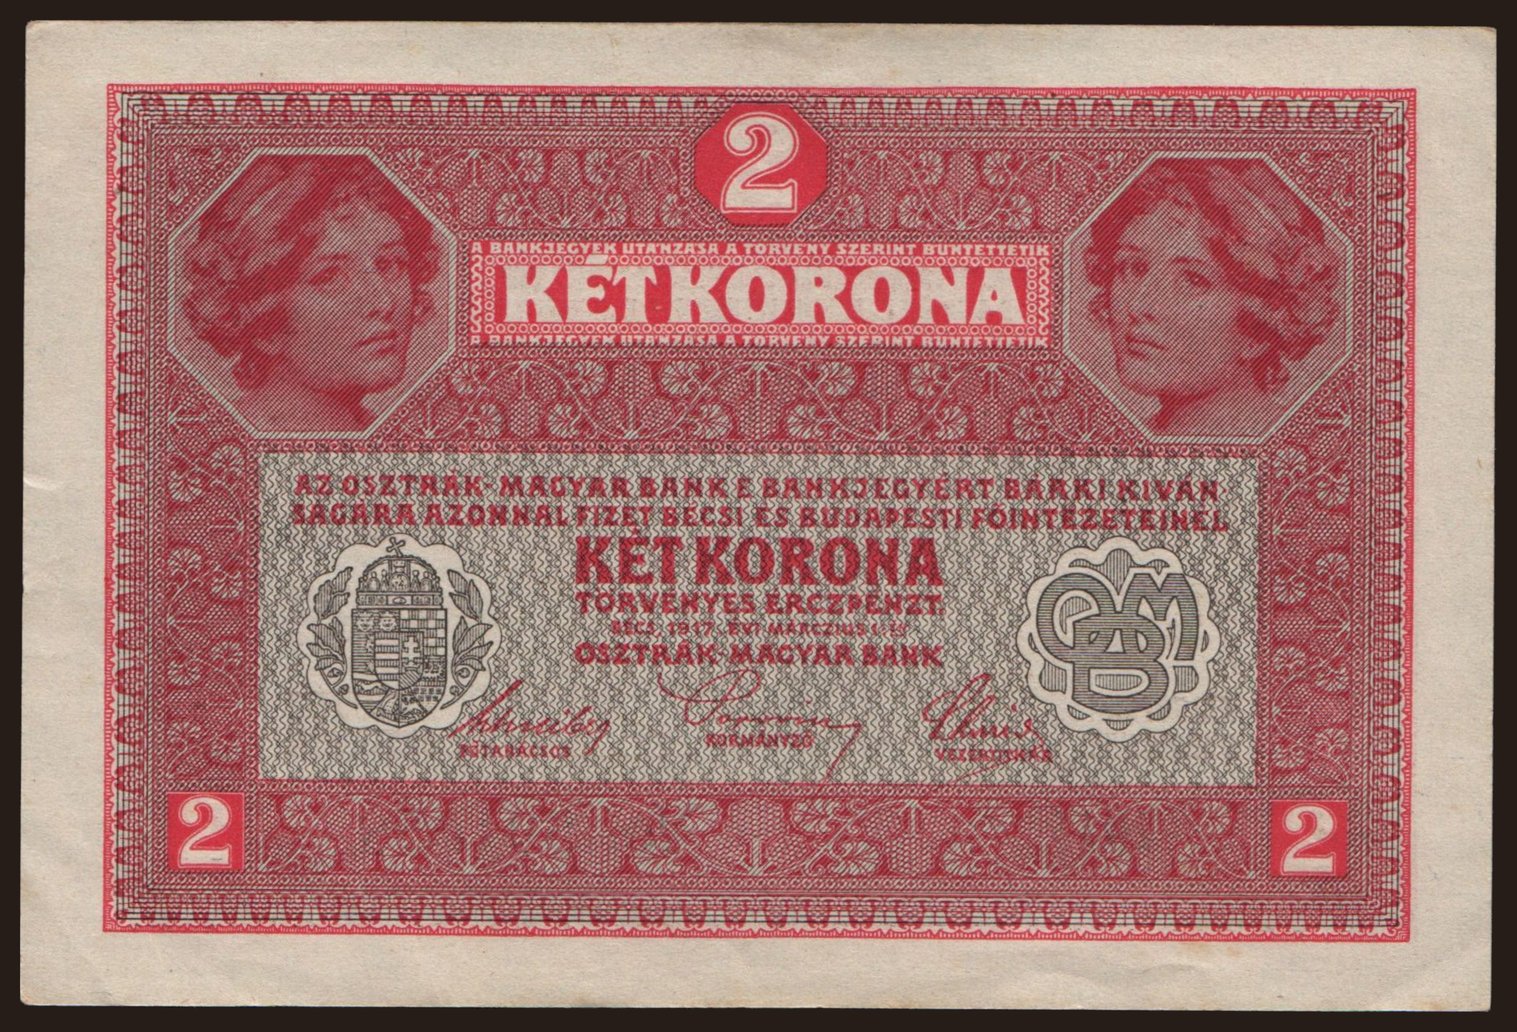 2
A BANKJEGYEK UTÁNZÁSA A TÖRVÉNY SZERINT BÜNTETTETIK
KÉT KORONA
BANKJEGYEK UTÁNZÁSA A TÖRVÉNY SZERINT BÜNTETTETIK
AZ OSZTRÁK-MAGYAR BANK E BANKJEGYÉRT BÁRKI KIVÁN-
SÁGÁRA AZONNAL FIZET BÉCSI ÉS BUDAPESTI FŐINTÉZETEINÉL
KÉT KORONA
TÖRVÉNYES ÉRCZPÉNZT.
BÉCS, 1917. ÉVI MÁRCZIUS 1-ÉN
OSZTRÁK-MAGYAR BANK
FŐTANÁCSOS KORMÁNYZÓ VEZÉRTITKÁR
2 2